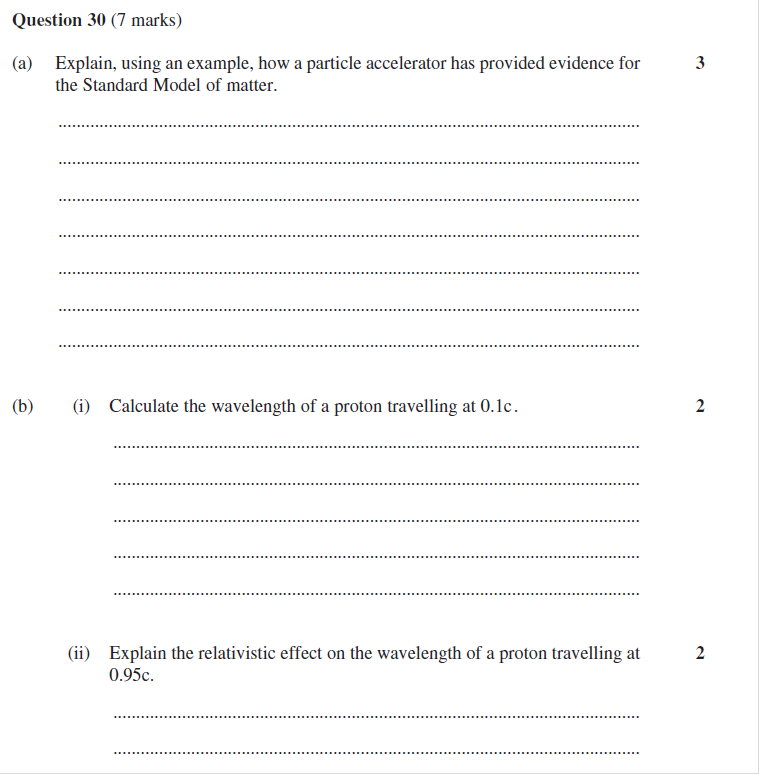 Question 30 (7 marks)
(a) Explain, using an example, how a particle accelerator has provided evidence for 3
the Standard Model of matter.
(b) (i) Calculate the wavelength of a proton travelling at 0.1c. 2
(ii) Explain the relativistic effect on the wavelength of a proton travelling at 2
0.95c.